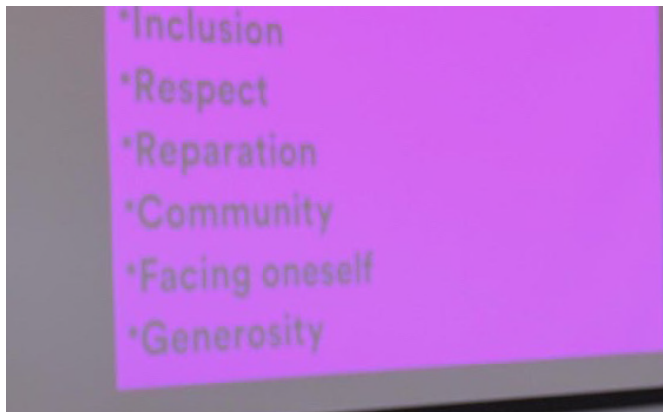 *Inclusion
*Respect
*Reparation
*Community
*Facing oneself
*Generosity